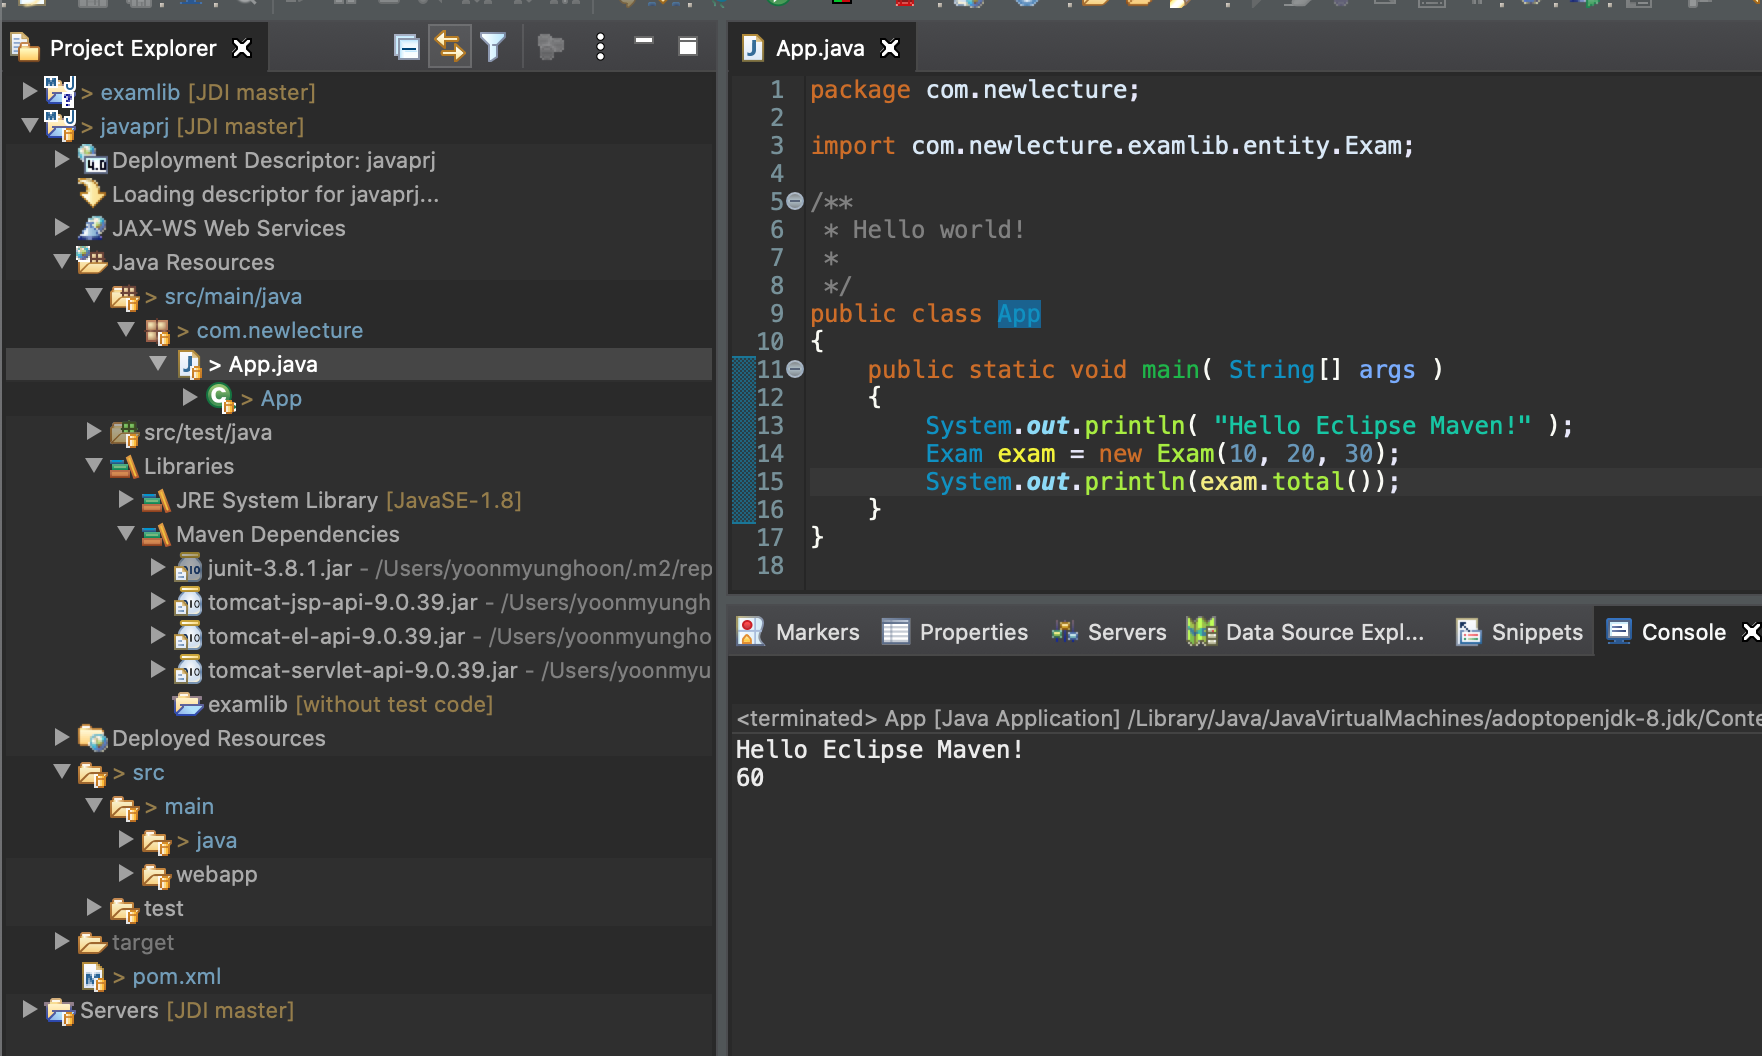 Project Explorer
> examlib [JDI master]
> javaprj [JDI master]
Deployment Descriptor: javaprj
Loading descriptor for javaprj...
JAX-WS Web Services
Java Resources
> src/main/java
> com.newlecture
> App.java
> App
src/test/java
Libraries
JRE System Library [JavaSE-1.8]
Maven Dependencies
junit-3.8.1.jar - /Users/yoonmyunghoon/.m2/rep
tomcat-jsp-api-9.0.39.jar - /Users/yoonmyungh
tomcat-el-api-9.0.39.jar - /Users/yoonmyungho
tomcat-servlet-api-9.0.39.jar - /Users/yoonmyu
examlib [without test code]
Deployed Resources
> src
> main
> java
webapp
test
target
> pom.xml
Servers [JDI master]
App.java
1 package com.newlecture;
2
3 import com.newlecture.examlib.entity.Exam;
4
5 /**
6  * Hello world!
7  *
8  */
9 public class App
10 {
11     public static void main( String[] args )
12     {
13         System.out.println( "Hello Eclipse Maven!" );
14         Exam exam = new Exam(10, 20, 30);
15         System.out.println(exam.total());
16     }
17 }
18
Markers Properties Servers Data Source Expl... Snippets Console
<terminated> App [Java Application] /Library/Java/JavaVirtualMachines/adoptopenjdk-8.jdk/Conte
Hello Eclipse Maven!
60